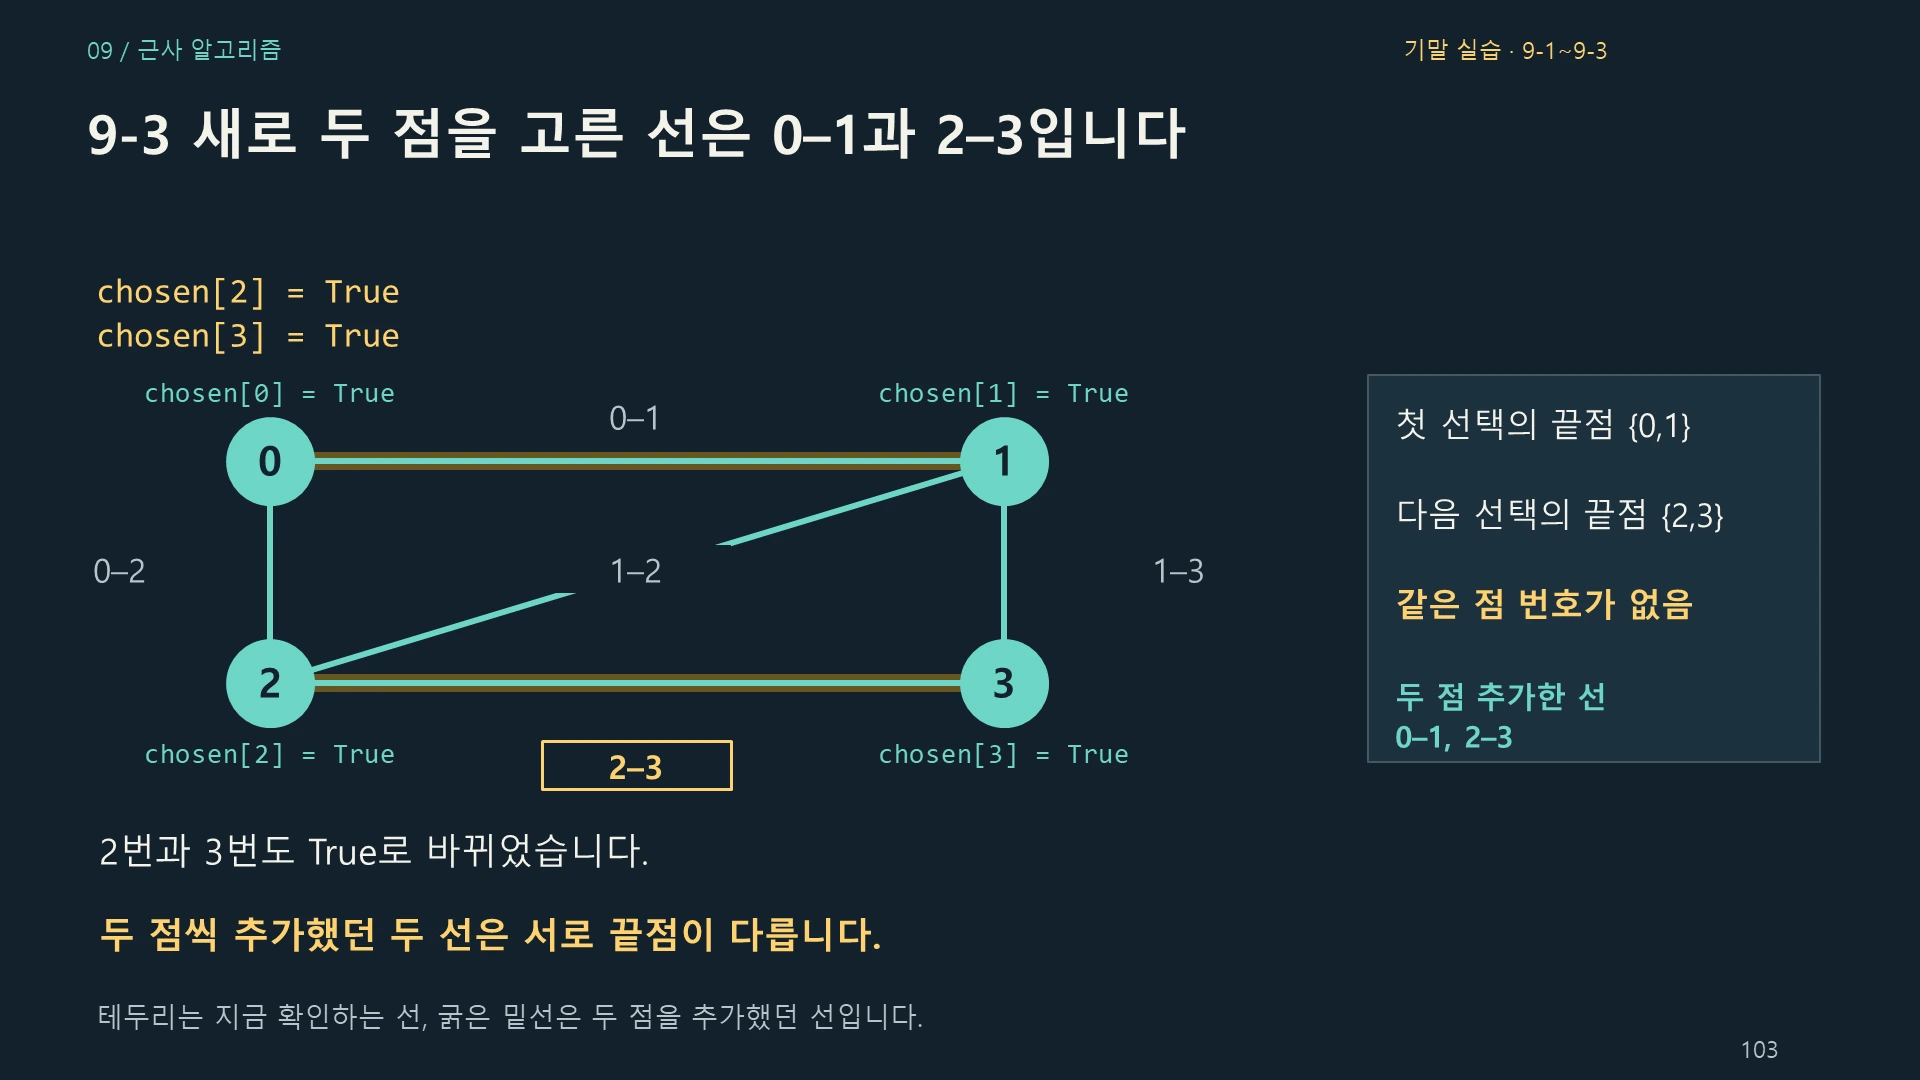 09 / 근사 알고리즘
기말 실습 · 9-1~9-3
9-3 새로 두 점을 고른 선은 0–1과 2–3입니다
chosen[2] = True
chosen[3] = True
chosen[0] = True
chosen[1] = True
0–1
0
1
0–2
1–2
1–3
2
3
chosen[2] = True
chosen[3] = True
2–3
첫 선택의 끝점 {0,1}
다음 선택의 끝점 {2,3}
같은 점 번호가 없음
두 점 추가한 선
0–1, 2–3
2번과 3번도 True로 바뀌었습니다.
두 점씩 추가했던 두 선은 서로 끝점이 다릅니다.
테두리는 지금 확인하는 선, 굵은 밑선은 두 점을 추가했던 선입니다.
103